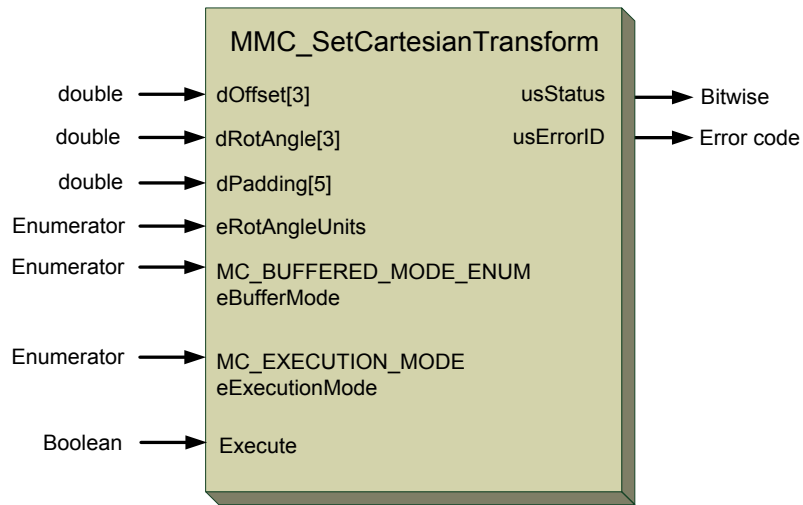 MMC_SetCartesianTransform
double dOffset[3] usStatus Bitwise
double dRotAngle[3] usErrorID Error code
double dPadding[5]
Enumerator eRotAngleUnits
Enumerator MC_BUFFERED_MODE_ENUM
eBufferMode
Enumerator MC_EXECUTION_MODE
eExecutionMode
Boolean Execute